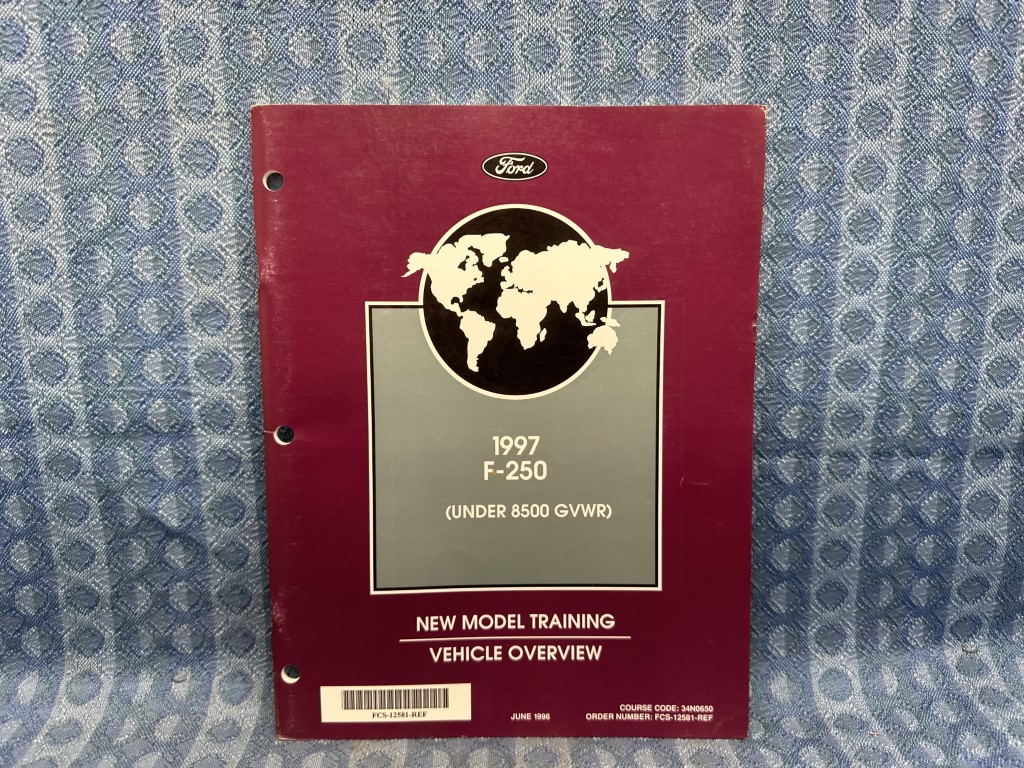 Ford
1997
F-250
(UNDER 8500 GVWR)
NEW MODEL TRAINING
VEHICLE OVERVIEW
FCS-12581-REF
JUNE 1996
COURSE CODE: 34N0650
ORDER NUMBER: FCS-12581-REF